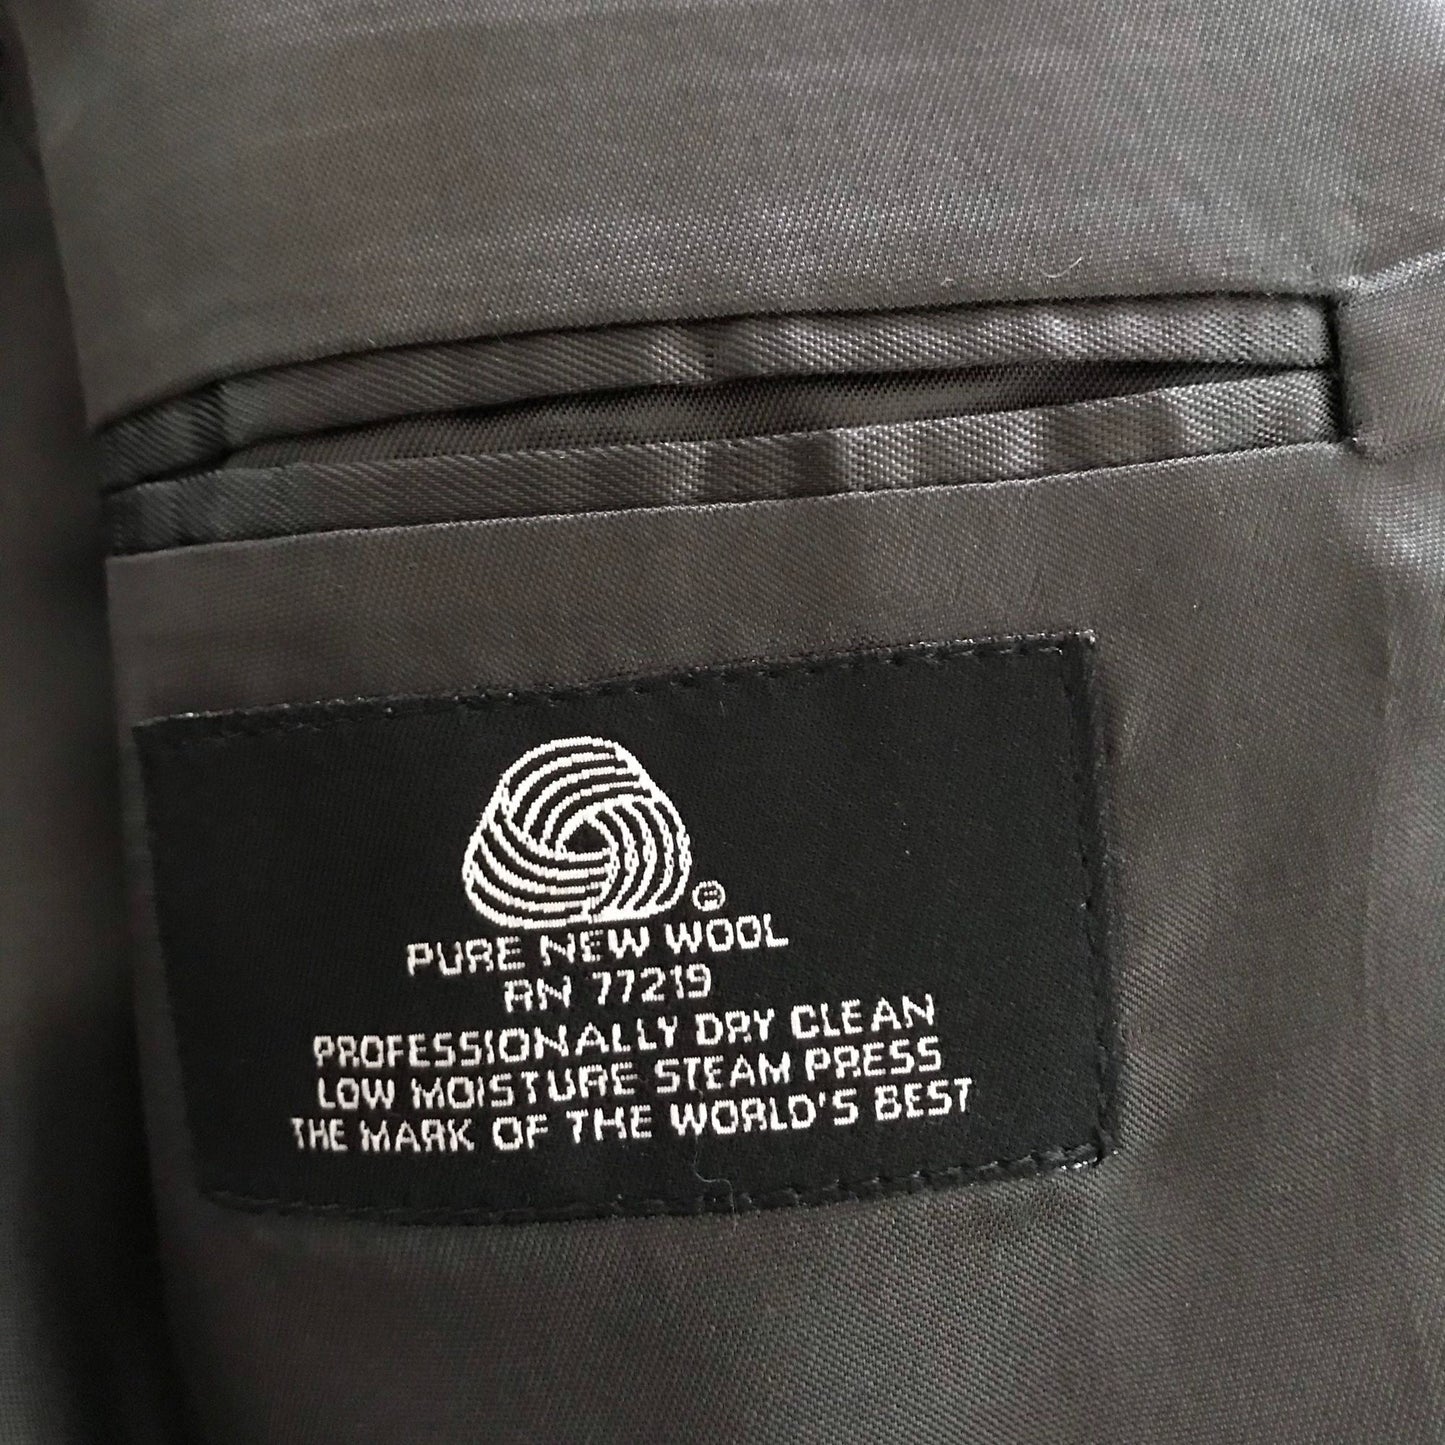 ®
PURE NEW WOOL
RN 77219
PROFESSIONALLY DRY CLEAN
LOW MOISTURE STEAM PRESS
THE MARK OF THE WORLD'S BEST